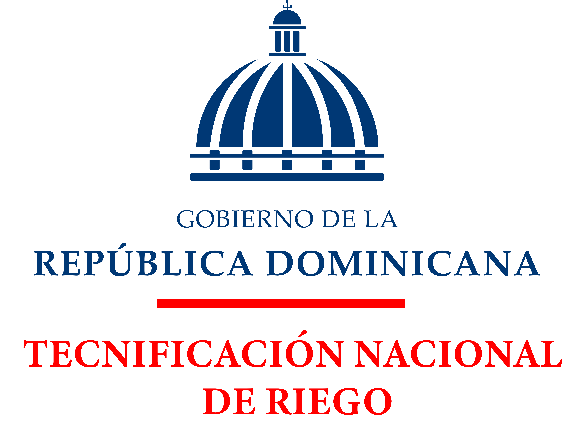 GOBIERNO DE LA
REPÚBLICA DOMINICANA
TECNIFICACIÓN NACIONAL
DE RIEGO